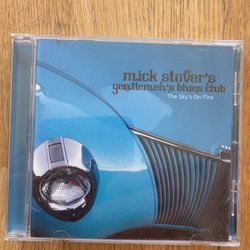 mick stover's
gentlemen's blues club
The Sky's On Fire